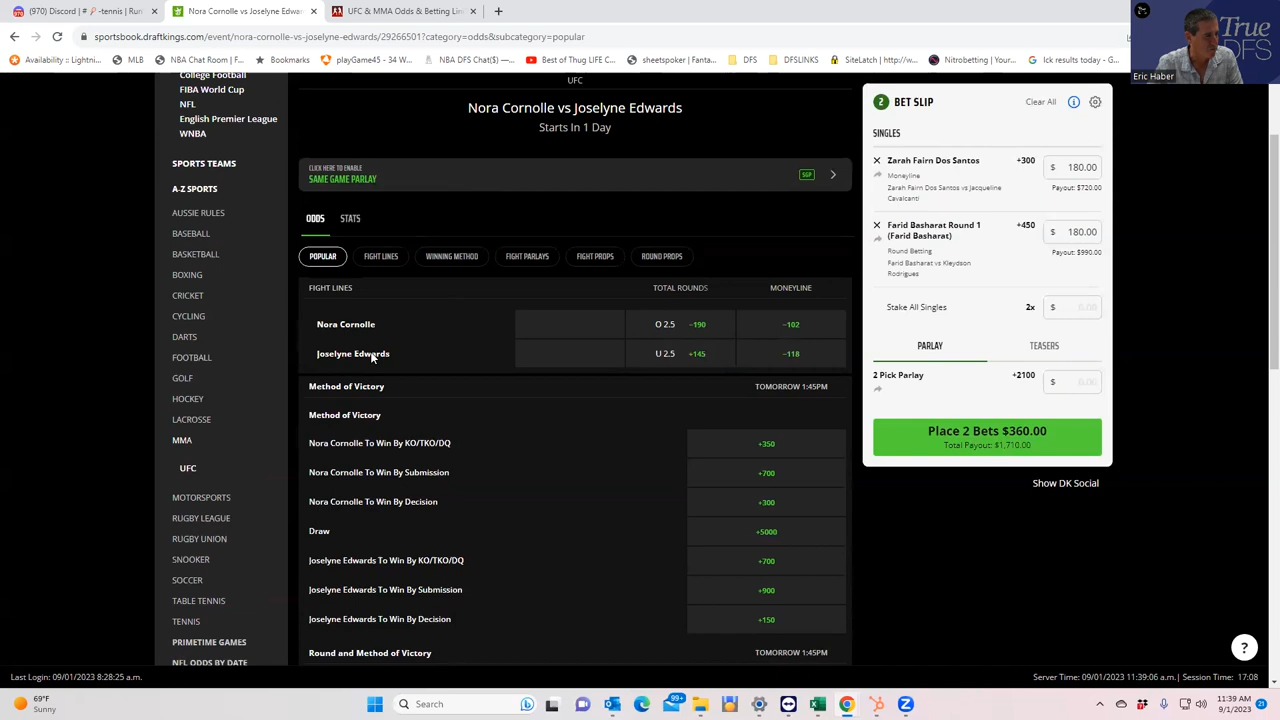 (970) Discord | # 🎾-tennis | Run
Nora Cornolle vs Joselyne Edwar
UFC & MMA Odds & Betting Lin
sportsbook.draftkings.com/event/nora-cornolle-vs-joselyne-edwards/29266501?category=odds&subcategory=popular
Availability :: Lightni...
MLB
NBA Chat Room | F...
Bookmarks
playGame45 - 34 W...
NBA DFS Chat($) —...
Best of Thug LIFE C...
sheetspoker | Fanta...
DFS
DFSLINKS
SiteLatch | http://w...
Nitrobetting | Your...
Ick results today - G...
True
DFS
Eric Haber
College Football
FIBA World Cup
NFL
English Premier League
WNBA
SPORTS TEAMS
A-Z SPORTS
AUSSIE RULES
BASEBALL
BASKETBALL
BOXING
CRICKET
CYCLING
DARTS
FOOTBALL
GOLF
HOCKEY
LACROSSE
MMA
UFC
MOTORSPORTS
RUGBY LEAGUE
RUGBY UNION
SNOOKER
SOCCER
TABLE TENNIS
TENNIS
PRIMETIME GAMES
NFL ODDS BY DATE
UFC
Nora Cornolle vs Joselyne Edwards
Starts In 1 Day
CLICK HERE TO ENABLE
SAME GAME PARLAY
SGP
ODDS STATS
POPULAR FIGHT LINES WINNING METHOD FIGHT PARLAYS FIGHT PROPS ROUND PROPS
FIGHT LINES TOTAL ROUNDS MONEYLINE
Nora Cornolle O 2.5 −190 −102
Joselyne Edwards U 2.5 +145 −118
Method of Victory TOMORROW 1:45PM
Method of Victory
Nora Cornolle To Win By KO/TKO/DQ +350
Nora Cornolle To Win By Submission +700
Nora Cornolle To Win By Decision +300
Draw +5000
Joselyne Edwards To Win By KO/TKO/DQ +700
Joselyne Edwards To Win By Submission +900
Joselyne Edwards To Win By Decision +150
Round and Method of Victory TOMORROW 1:45PM
2 BET SLIP Clear All
SINGLES
Zarah Fairn Dos Santos +300 $ 180.00
Moneyline Payout: $720.00
Zarah Fairn Dos Santos vs Jacqueline
Cavalcanti
Farid Basharat Round 1 +450 $ 180.00
(Farid Basharat)
Round Betting Payout: $990.00
Farid Basharat vs Kleydson
Rodrigues
Stake All Singles 2x $ 0.00
PARLAY TEASERS
2 Pick Parlay +2100 $ 0.00
Place 2 Bets $360.00
Total Payout: $1,710.00
Show DK Social
?
Last Login: 09/01/2023 8:28:25 a.m. Server Time: 09/01/2023 11:39:06 a.m. | Session Time: 17:08
69°F
Sunny
Search
99+
11:39 AM
9/1/2023
21